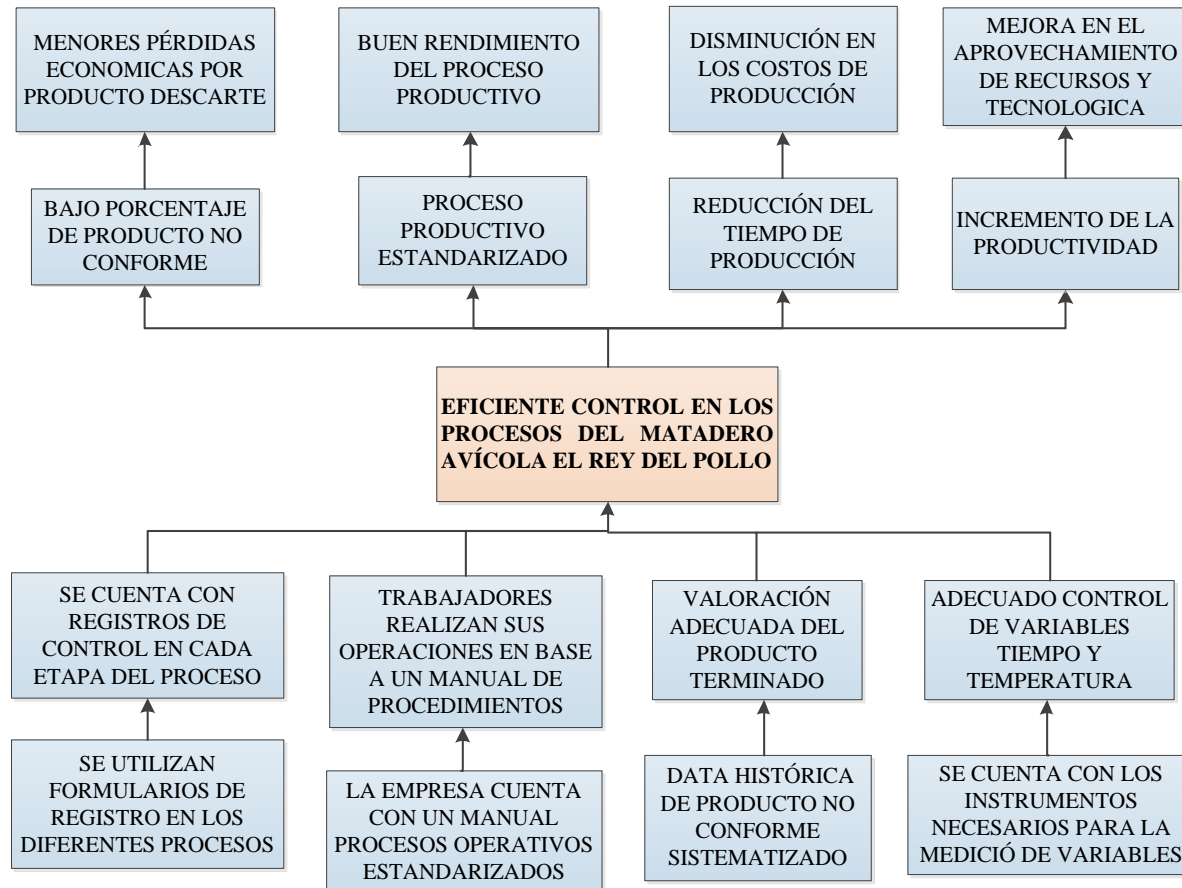 MENORES PÉRDIDAS
ECONOMICAS POR
PRODUCTO DESCARTE
BUEN RENDIMIENTO
DEL PROCESO
PRODUCTIVO
DISMINUCIÓN EN
LOS COSTOS DE
PRODUCCIÓN
MEJORA EN EL
APROVECHAMIENTO
DE RECURSOS Y
TECNOLOGICA
BAJO PORCENTAJE
DE PRODUCTO NO
CONFORME
PROCESO
PRODUCTIVO
ESTANDARIZADO
REDUCCIÓN DEL
TIEMPO DE
PRODUCCIÓN
INCREMENTO DE LA
PRODUCTIVIDAD
EFICIENTE CONTROL EN LOS
PROCESOS DEL MATADERO
AVÍCOLA EL REY DEL POLLO
SE CUENTA CON
REGISTROS DE
CONTROL EN CADA
ETAPA DEL PROCESO
TRABAJADORES
REALIZAN SUS
OPERACIONES EN BASE
A UN MANUAL DE
PROCEDIMIENTOS
VALORACIÓN
ADECUADA DEL
PRODUCTO
TERMINADO
ADECUADO CONTROL
DE VARIABLES
TIEMPO Y
TEMPERATURA
SE UTILIZAN
FORMULARIOS DE
REGISTRO EN LOS
DIFERENTES PROCESOS
LA EMPRESA CUENTA
CON UN MANUAL
PROCESOS OPERATIVOS
ESTANDARIZADOS
DATA HISTÓRICA
DE PRODUCTO NO
CONFORME
SISTEMATIZADO
SE CUENTA CON LOS
INSTRUMENTOS
NECESARIOS PARA LA
MEDICIÓ DE VARIABLES